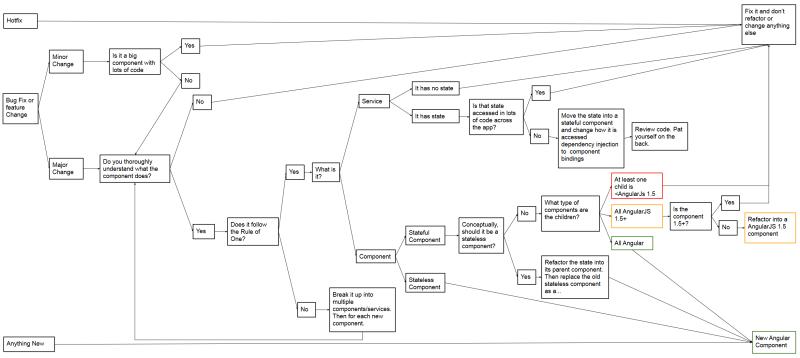 Hotfix
Fix it and don't
refactor or
change anything
else
Minor
Change
Is it a big
component with
lots of code
Yes
No
Bug Fix or
feature
Change
No
Service
It has no state
It has state
Is that state
accessed in lots
of code across
the app?
Yes
No
Move the state into a
stateful component
and change how it is
accessed
dependency injection
to component
bindings
Review code. Pat
yourself on the
back.
Major
Change
Do you thoroughly
understand what the
component does?
Yes
What is
it?
Yes
Does it follow
the Rule of
One?
No
Break it up into
multiple
components/services.
Then for each new
component.
Component
Stateful
Component
Stateless
Component
Conceptually,
should it be a
stateless
component?
No
Yes
What type of
components are
the children?
At least one
child is
<AngularJs 1.5
All AngularJS
1.5+
All Angular
Is the
component
1.5+?
Yes
No
Refactor into a
AngularJS 1.5
component
Refactor the state into
its parent component.
Then replace the old
stateless component
as a...
Anything New
New Angular
Component